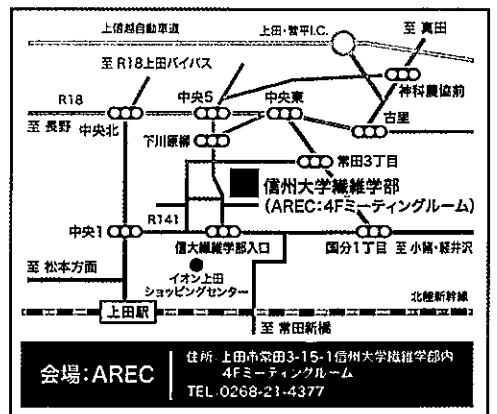 上信越自動車道
上田・菅平I.C.
至 真田
至 R18上田バイパス
神科農協前
R18
中央5
中央東
至 長野
中央北
古里
下川原柳
常田3丁目
信州大学繊維学部
(AREC:4Fミーティングルーム)
R141
中央1
信大繊維学部入口
国分1丁目
至 小諸・軽井沢
至 松本方面
イオン上田
ショッピングセンター
北陸新幹線
上田駅
至 常田新橋
会場:AREC
住所 上田市常田3-15-1信州大学繊維学部内
4Fミーティングルーム
TEL 0268-21-4377